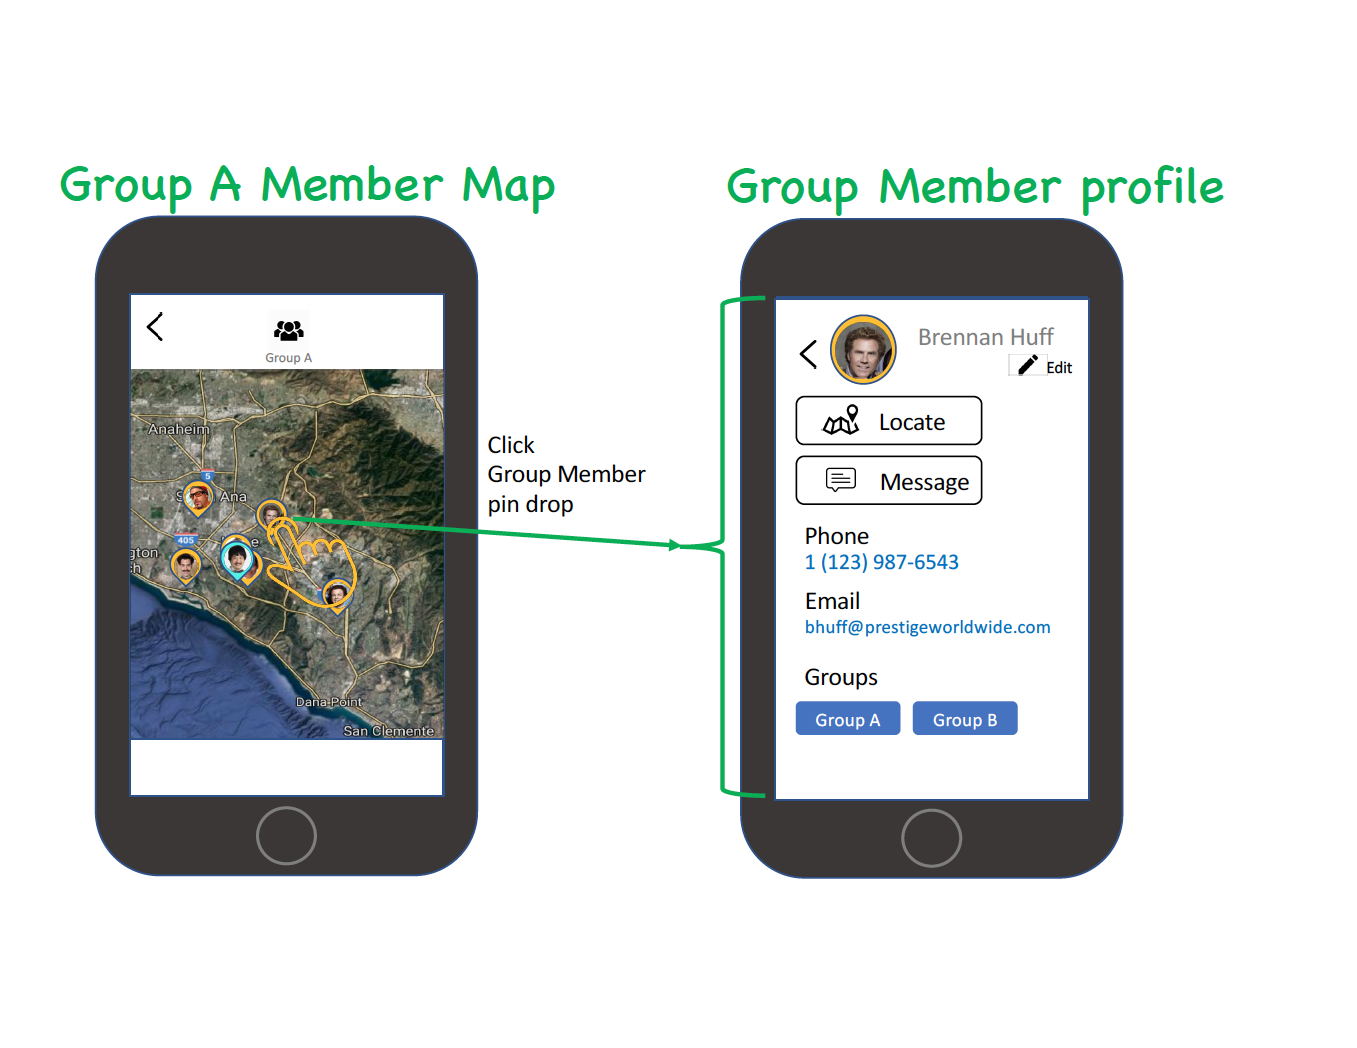 Group A Member Map
Group Member profile
Group A
Anaheim
5
Ana
405
gton
ch
e
Dana Point
San Clemente
Click
Group Member
pin drop
Brennan Huff
Edit
Locate
Message
Phone
1 (123) 987-6543
Email
bhuff@prestigeworldwide.com
Groups
Group A
Group B